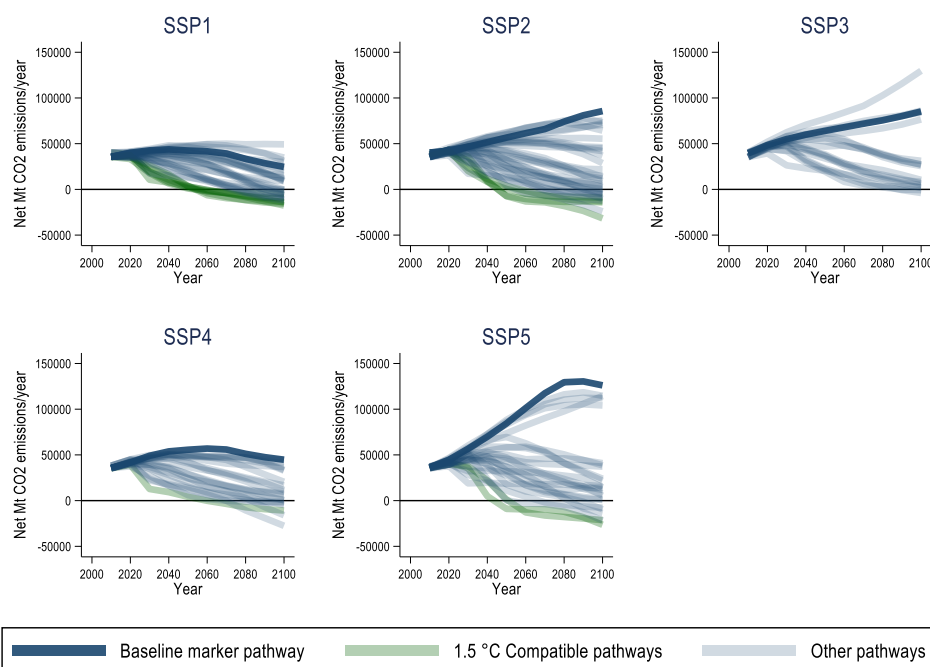 SSP1
Net Mt CO2 emissions/year
150000
100000
50000
0
-50000
2000 2020 2040 2060 2080 2100
Year
SSP2
Net Mt CO2 emissions/year
150000
100000
50000
0
-50000
2000 2020 2040 2060 2080 2100
Year
SSP3
Net Mt CO2 emissions/year
150000
100000
50000
0
-50000
2000 2020 2040 2060 2080 2100
Year
SSP4
Net Mt CO2 emissions/year
150000
100000
50000
0
-50000
2000 2020 2040 2060 2080 2100
Year
SSP5
Net Mt CO2 emissions/year
150000
100000
50000
0
-50000
2000 2020 2040 2060 2080 2100
Year
Baseline marker pathway 1.5 °C Compatible pathways Other pathways